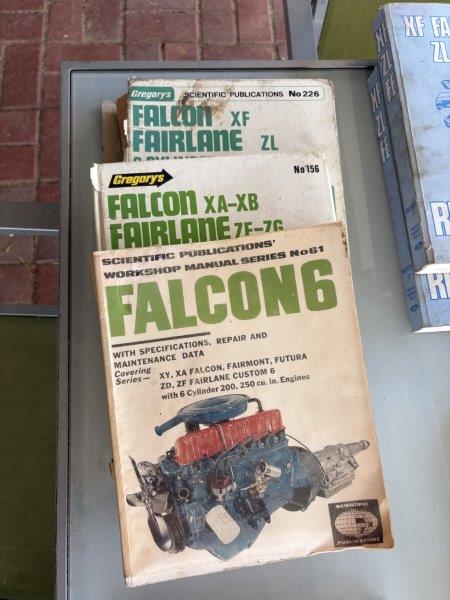 Gregory's SCIENTIFIC PUBLICATIONS No 226
FALCON XF
FAIRLANE ZL
Gregory's No 156
FALCON XA-XB
FAIRLANE ZF-ZG
SCIENTIFIC PUBLICATIONS'
WORKSHOP MANUAL SERIES No 61
FALCON 6
WITH SPECIFICATIONS, REPAIR AND
MAINTENANCE DATA
Covering
Series— XY, XA FALCON, FAIRMONT, FUTURA
ZD, ZF FAIRLANE CUSTOM 6
with 6 Cylinder 200, 250 cu. in. Engines
SCIENTIFIC
PUBLICATIONS
XF FA
ZL